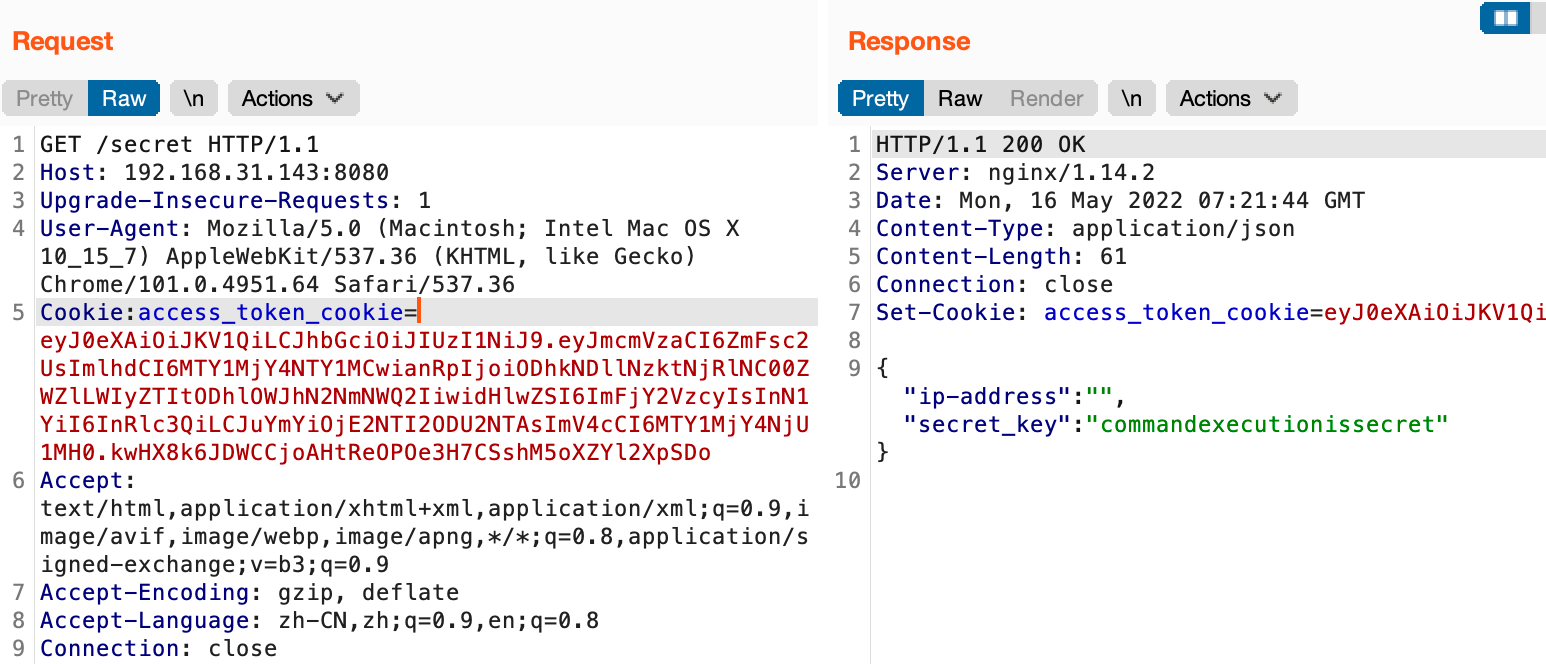 Request
Response
Pretty Raw \n Actions
Pretty Raw Render \n Actions
1 GET /secret HTTP/1.1
2 Host: 192.168.31.143:8080
3 Upgrade-Insecure-Requests: 1
4 User-Agent: Mozilla/5.0 (Macintosh; Intel Mac OS X
10_15_7) AppleWebKit/537.36 (KHTML, like Gecko)
Chrome/101.0.4951.64 Safari/537.36
5 Cookie:access_token_cookie=
eyJ0eXAiOiJKV1QiLCJhbGciOiJIUzI1NiJ9.eyJmcmVzaCI6ZmFsc2
UsImlhdCI6MTY1MjY4NTY1MCwianRpIjoiODhkNDllNzktNjRlNC00Z
WZlLWIyZTItODhlOWJhN2NmNWQ2IiwidHlwZSI6ImFjY2VzcyIsInN1
YiI6InRlc3QiLCJuYmYiOjE2NTI2ODU2NTAsImV4cCI6MTY1MjY4NjU
1MH0.kwHX8k6JDWCCjoAHtReOPOe3H7CSshM5oXZYl2XpSDo
6 Accept:
text/html,application/xhtml+xml,application/xml;q=0.9,i
mage/avif,image/webp,image/apng,*/*;q=0.8,application/s
igned-exchange;v=b3;q=0.9
7 Accept-Encoding: gzip, deflate
8 Accept-Language: zh-CN,zh;q=0.9,en;q=0.8
9 Connection: close
1 HTTP/1.1 200 OK
2 Server: nginx/1.14.2
3 Date: Mon, 16 May 2022 07:21:44 GMT
4 Content-Type: application/json
5 Content-Length: 61
6 Connection: close
7 Set-Cookie: access_token_cookie=eyJ0eXAiOiJKV1Qi
8
9 {
"ip-address":"",
"secret_key":"commandexecutionissecret"
}
10